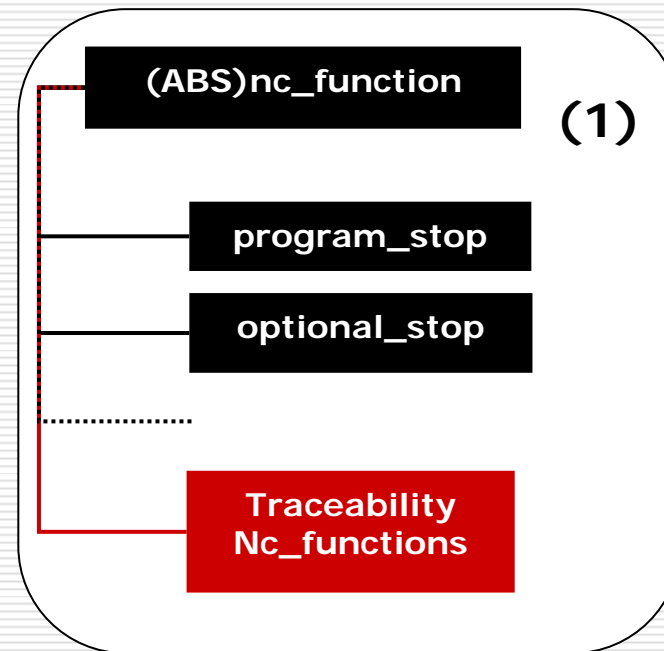 (ABS)nc_function
(1)
program_stop
optional_stop
Traceability
Nc_functions